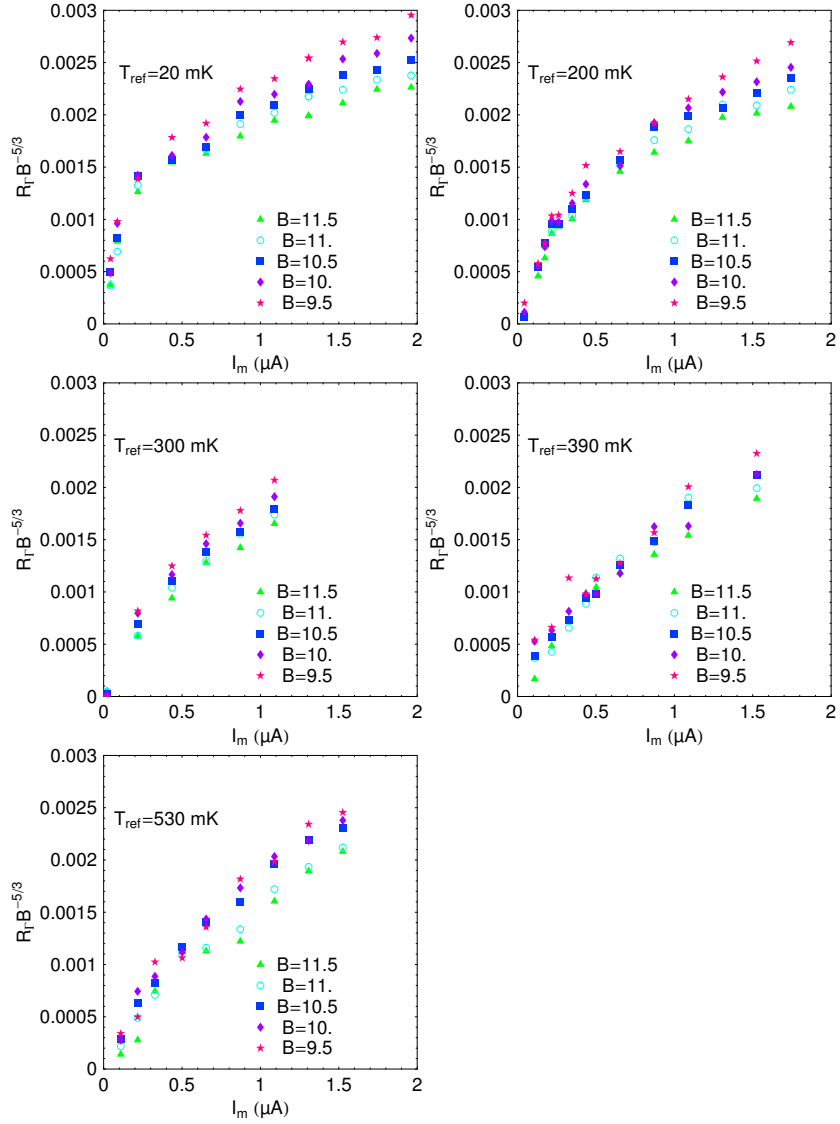 0.003
0.0025
0.002
0.0015
0.001
0.0005
0
R_Γ B^{-5/3}
T_ref=20 mK
B=11.5
B=11.
B=10.5
B=10.
B=9.5
0 0.5 1 1.5 2
I_m (µA)
0.003
0.0025
0.002
0.0015
0.001
0.0005
0
R_Γ B^{-5/3}
T_ref=200 mK
B=11.5
B=11.
B=10.5
B=10.
B=9.5
0 0.5 1 1.5 2
I_m (µA)
0.003
0.0025
0.002
0.0015
0.001
0.0005
0
R_Γ B^{-5/3}
T_ref=300 mK
B=11.5
B=11.
B=10.5
B=10.
B=9.5
0 0.5 1 1.5 2
I_m (µA)
0.003
0.0025
0.002
0.0015
0.001
0.0005
0
R_Γ B^{-5/3}
T_ref=390 mK
B=11.5
B=11.
B=10.5
B=10.
B=9.5
0 0.5 1 1.5 2
I_m (µA)
0.003
0.0025
0.002
0.0015
0.001
0.0005
0
R_Γ B^{-5/3}
T_ref=530 mK
B=11.5
B=11.
B=10.5
B=10.
B=9.5
0 0.5 1 1.5 2
I_m (µA)